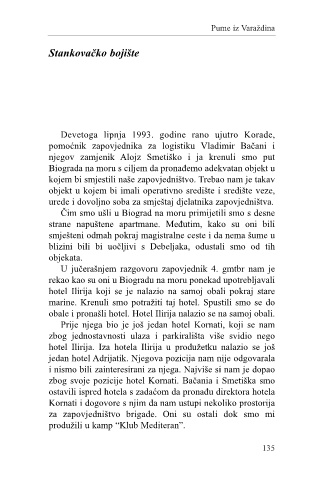 Pume iz Varaždina
Stankovačko bojište
Devetoga lipnja 1993. godine rano ujutro Korade,
pomoćnik zapovjednika za logistiku Vladimir Bačani i
njegov zamjenik Alojz Smetiško i ja krenuli smo put
Biograda na moru s ciljem da pronađemo adekvatan objekt u
kojem bi smjestili naše zapovjedništvo. Trebao nam je takav
objekt u kojem bi imali operativno središte i središte veze,
urede i dovoljno soba za smještaj djelatnika zapovjedništva.
Čim smo ušli u Biograd na moru primijetili smo s desne
strane napuštene apartmane. Međutim, kako su oni bili
smješteni odmah pokraj magistralne ceste i da nema šume u
blizini bili bi uočljivi s Debeljaka, odustali smo od tih
objekata.
U jučerašnjem razgovoru zapovjednik 4. gmtbr nam je
rekao kao su oni u Biogradu na moru ponekad upotrebljavali
hotel Ilirija koji se je nalazio na samoj obali pokraj stare
marine. Krenuli smo potražiti taj hotel. Spustili smo se do
obale i pronašli hotel. Hotel Ilirija nalazio se na samoj obali.
Prije njega bio je još jedan hotel Kornati, koji se nam
zbog jednostavnosti ulaza i parkirališta više svidio nego
hotel Ilirija. Iza hotela Ilirija u produžetku nalazio se još
jedan hotel Adrijatik. Njegova pozicija nam nije odgovarala
i nismo bili zainteresirani za njega. Najviše si nam je dopao
zbog svoje pozicije hotel Kornati. Bačania i Smetiška smo
ostavili ispred hotela s zadaćom da pronađu direktora hotela
Kornati i dogovore s njim da nam ustupi nekoliko prostorija
za zapovjedništvo brigade. Oni su ostali dok smo mi
produžili u kamp “Klub Mediteran”.
135